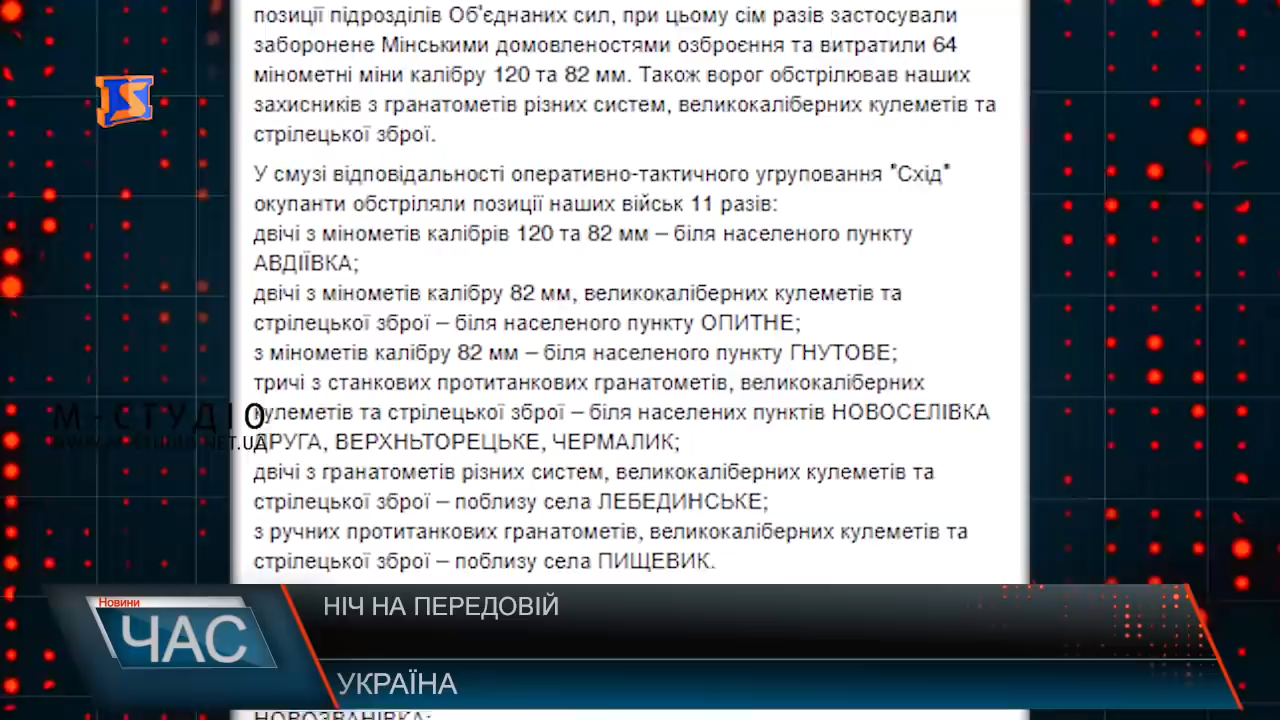 позиції підрозділів Об'єднаних сил, при цьому сім разів застосували
заборонене Мінськими домовленостями озброєння та витратили 64
мінометні міни калібру 120 та 82 мм. Також ворог обстрілював наших
захисників з гранатометів різних систем, великокаліберних кулеметів та
стрілецької зброї.
У смузі відповідальності оперативно-тактичного угруповання "Схід"
окупанти обстріляли позиції наших військ 11 разів:
двічі з мінометів калібрів 120 та 82 мм – біля населеного пункту
АВДІЇВКА;
двічі з мінометів калібру 82 мм, великокаліберних кулеметів та
стрілецької зброї – біля населеного пункту ОПИТНЕ;
з мінометів калібру 82 мм – біля населеного пункту ГНУТОВЕ;
тричі з станкових протитанкових гранатометів, великокаліберних
кулеметів та стрілецької зброї – біля населених пунктів НОВОСЕЛІВКА
ДРУГА, ВЕРХНЬТОРЕЦЬКЕ, ЧЕРМАЛИК;
двічі з гранатометів різних систем, великокаліберних кулеметів та
стрілецької зброї – поблизу села ЛЕБЕДИНСЬКЕ;
з ручних протитанкових гранатометів, великокаліберних кулеметів та
стрілецької зброї – поблизу села ПИЩЕВИК.
М-СТУДІО
Новини
ЧАС
НІЧ НА ПЕРЕДОВІЙ
УКРАЇНА
НОВОЗВАНІВКА;